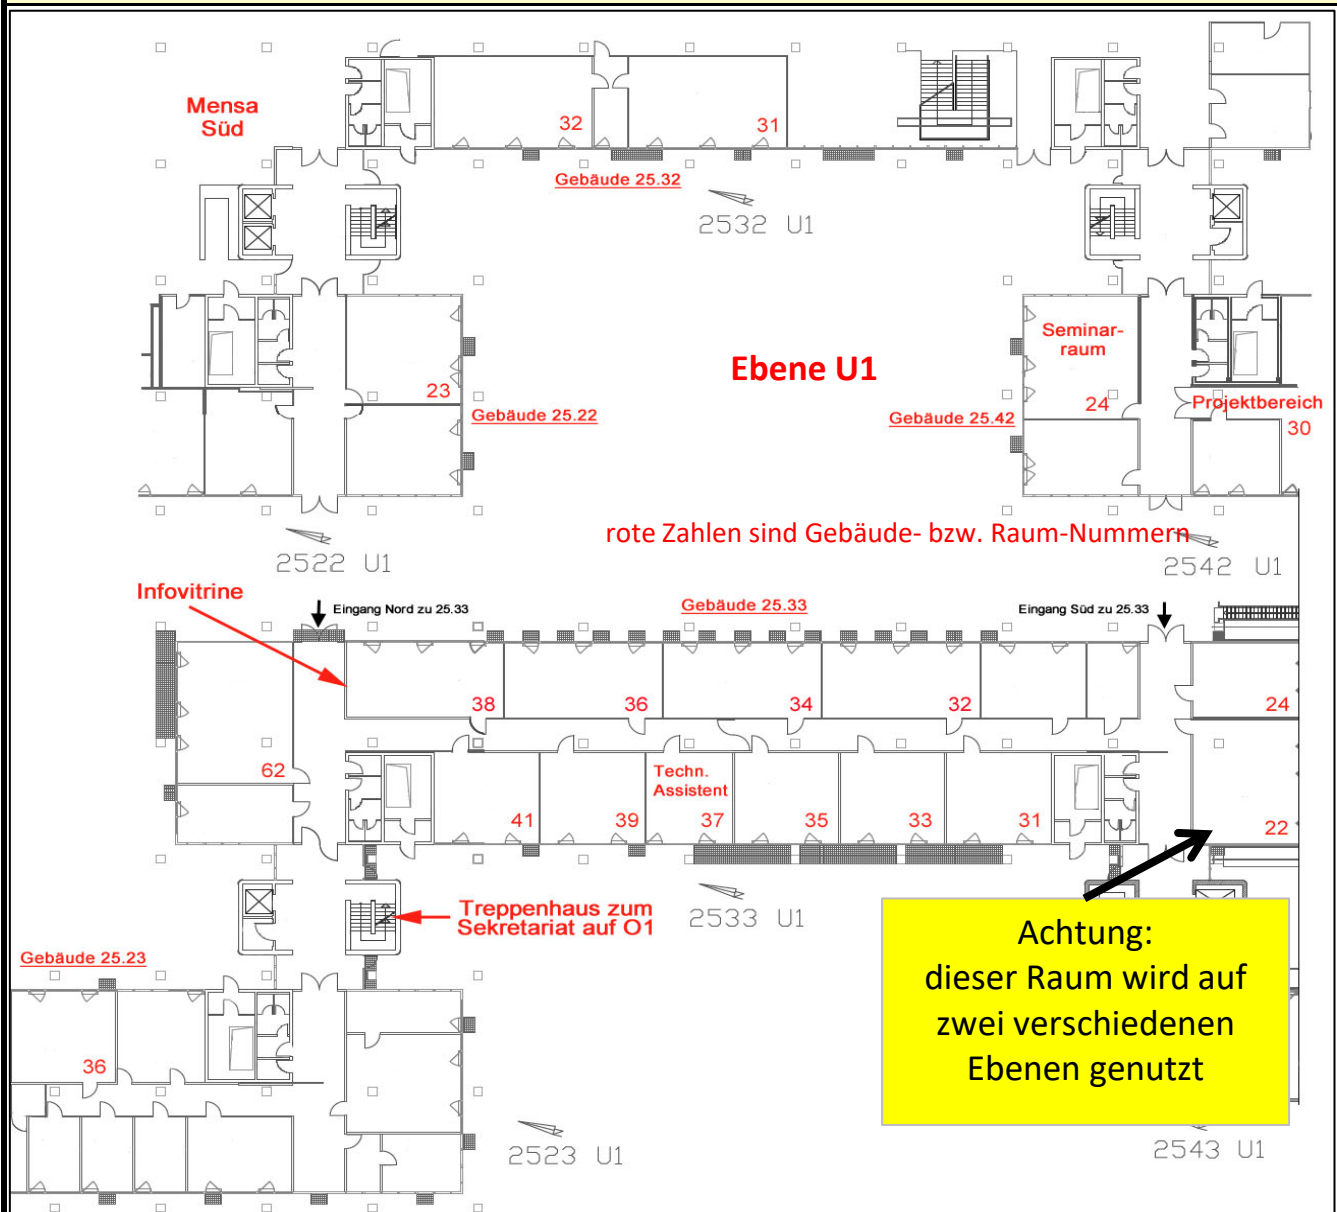 Mensa
Süd
32
31
Gebäude 25.32
2532 U1
Seminar-
raum
Ebene U1
23
24
Gebäude 25.22
Gebäude 25.42
Projektbereich
30
rote Zahlen sind Gebäude- bzw. Raum-Nummern
2522 U1
2542 U1
Infovitrine
Eingang Nord zu 25.33
Gebäude 25.33
Eingang Süd zu 25.33
38
36
34
32
24
62
Techn.
Assistent
41
39
37
35
33
31
22
Treppenhaus zum
Sekretariat auf O1
2533 U1
Achtung:
dieser Raum wird auf
zwei verschiedenen
Ebenen genutzt
Gebäude 25.23
36
2523 U1
2543 U1